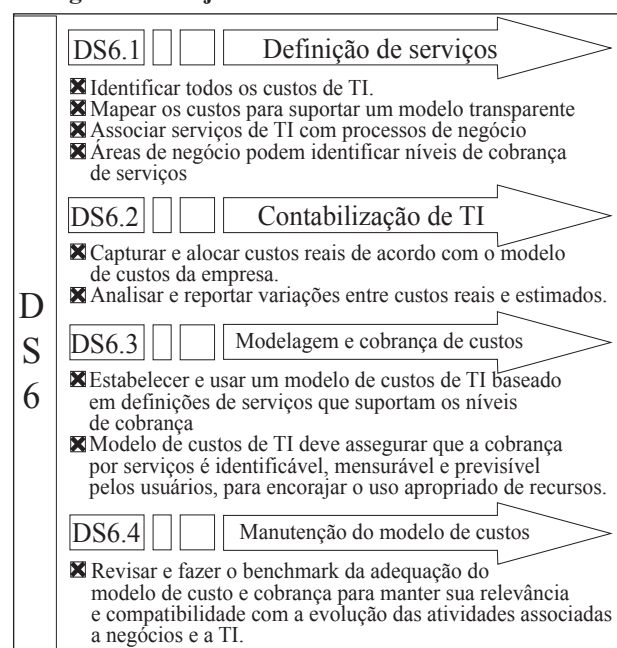 DS6.1 Definição de serviços
Identificar todos os custos de TI.
Mapear os custos para suportar um modelo transparente
Associar serviços de TI com processos de negócio
Áreas de negócio podem identificar níveis de cobrança
de serviços
DS6.2 Contabilização de TI
Capturar e alocar custos reais de acordo com o modelo
de custos da empresa.
Analisar e reportar variações entre custos reais e estimados.
DS6
DS6.3 Modelagem e cobrança de custos
Estabelecer e usar um modelo de custos de TI baseado
em definições de serviços que suportam os níveis
de cobrança
Modelo de custos de TI deve assegurar que a cobrança
por serviços é identificável, mensurável e previsível
pelos usuários, para encorajar o uso apropriado de recursos.
DS6.4 Manutenção do modelo de custos
Revisar e fazer o benchmark da adequação do
modelo de custo e cobrança para manter sua relevância
e compatibilidade com a evolução das atividades associadas
a negócios e a TI.